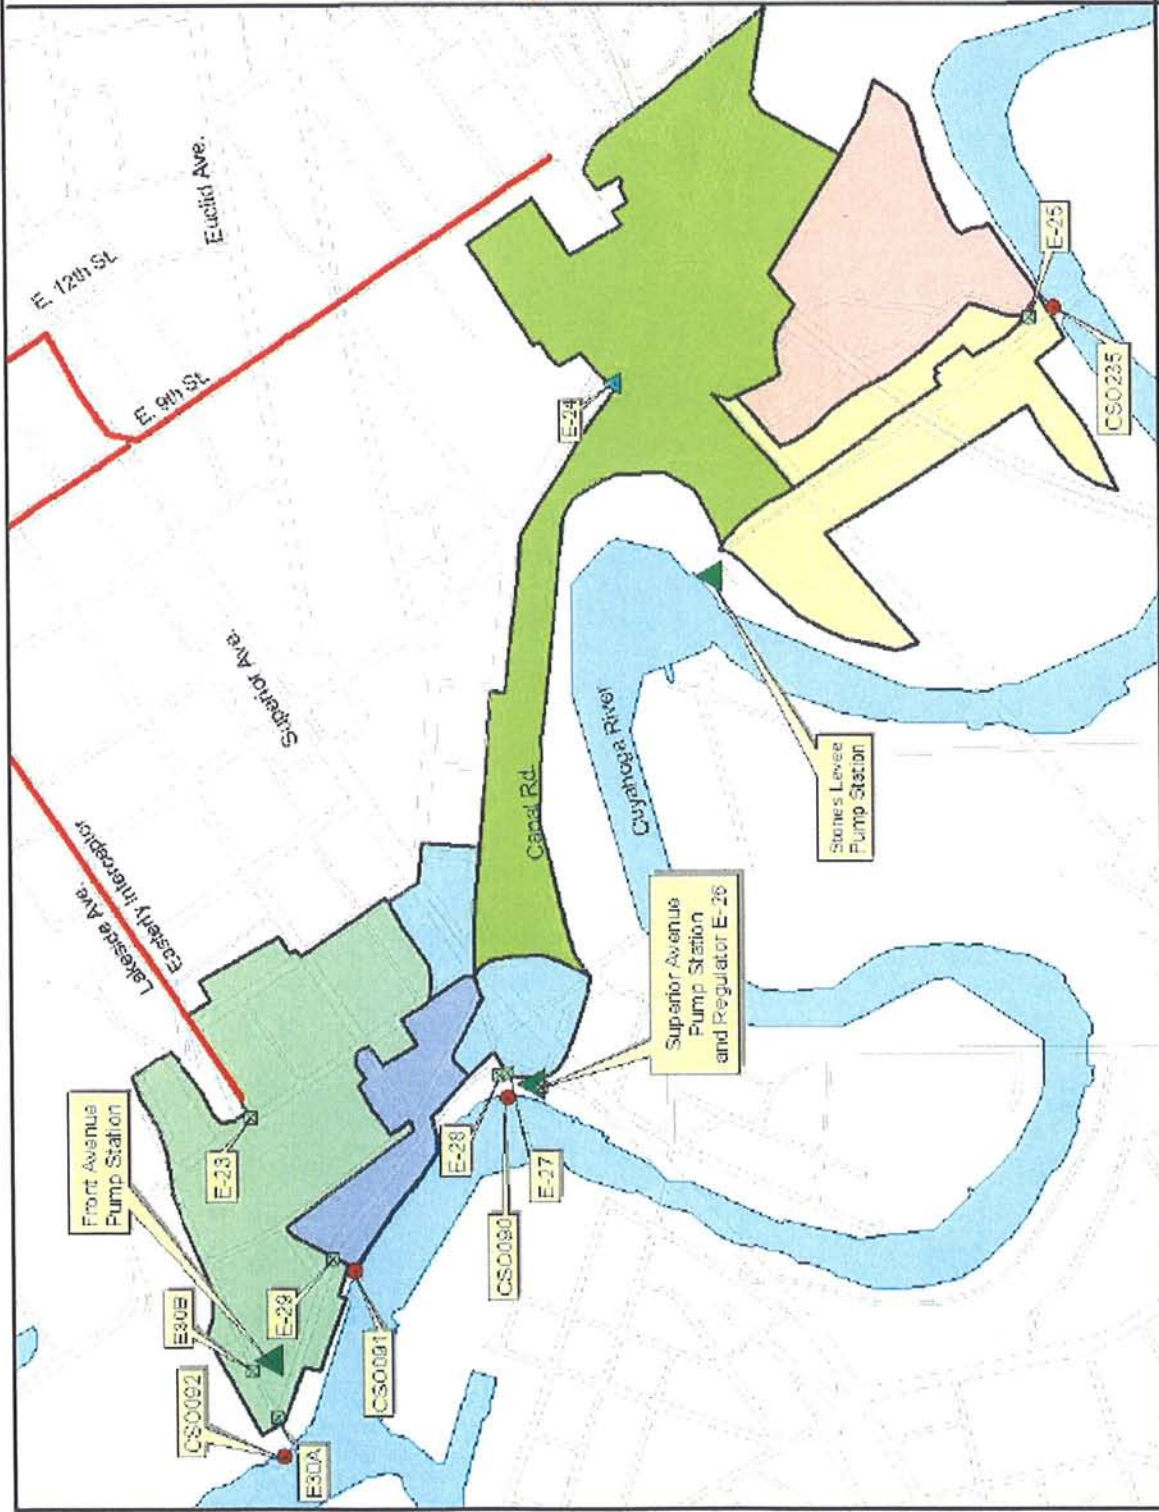 E. 12th St.
Euclid Ave.
E. 9th St.
Superior Ave.
Lakeside Ave.
Easterly Interceptor
Canal Rd.
Cuyahoga River
Front Avenue
Pump Station
E-23
E30B
E-29
CSO092
E30A
CSO091
E-28
E-27
CSO090
Superior Avenue
Pump Station
and Regulator E-26
Stones Levee
Pump Station
E-24
E-25
CSO235